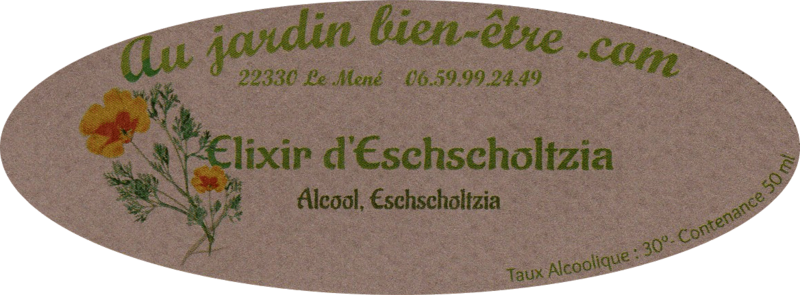 Au jardin bien-être .com
22330 Le Mené 06.59.99.24.49
Elixir d'Eschscholtzia
Alcool, Eschscholtzia
Taux Alcoolique : 30°- Contenance 50 ml